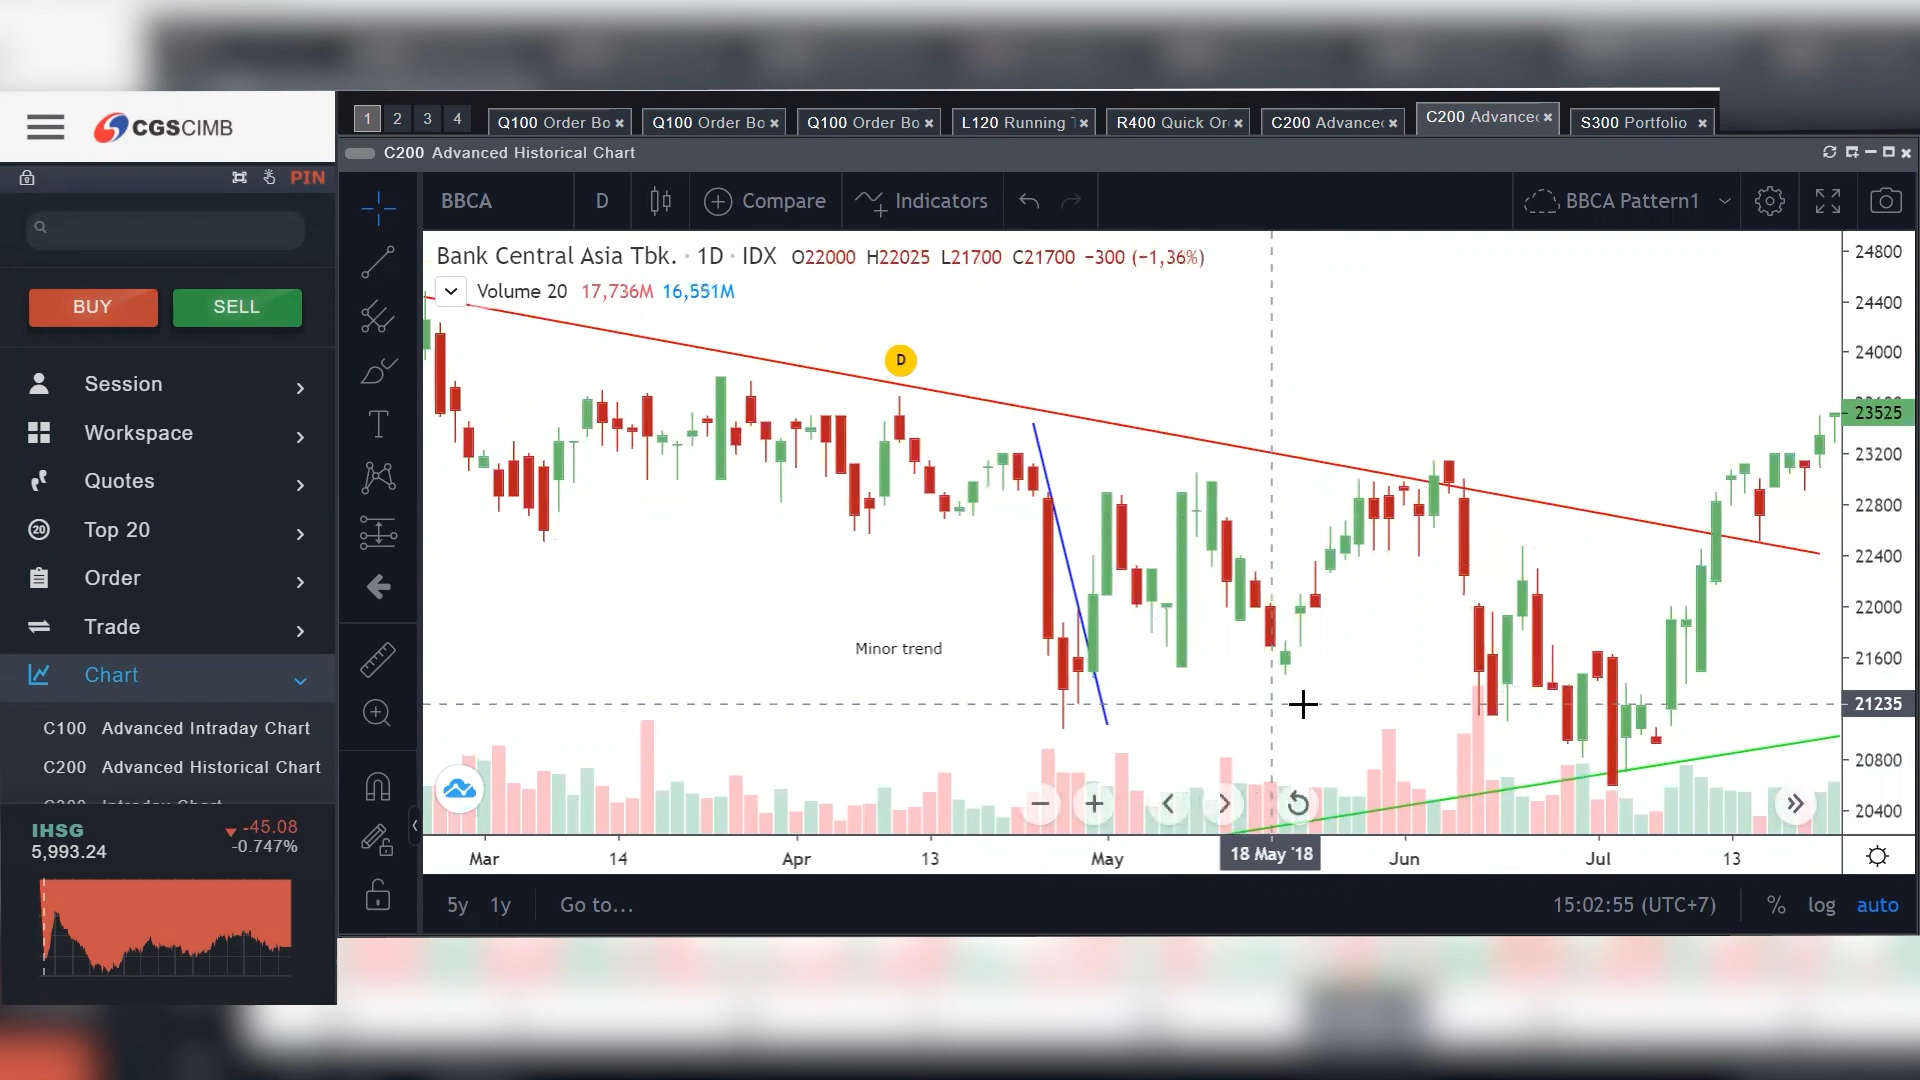 CGSCIMB
1 2 3 4
Q100 Order Bo
Q100 Order Bo
Q100 Order Bo
L120 Running T
R400 Quick Or
C200 Advanced
C200 Advanced
S300 Portfolio
C200 Advanced Historical Chart
PIN
BUY SELL
Session
Workspace
Quotes
20 Top 20
Order
Trade
Chart
C100 Advanced Intraday Chart
C200 Advanced Historical Chart
IHSG -45.08
5,993.24 -0.747%
BBCA D Compare Indicators BBCA Pattern1
T
Bank Central Asia Tbk. · 1D · IDX O22000 H22025 L21700 C21700 −300 (−1,36%)
Volume 20 17,736M 16,551M
D
Minor trend
24800
24400
24000
23525
23200
22800
22400
22000
21600
21235
20800
20400
Mar 14 Apr 13 May 18 May '18 Jun Jul 13
5y 1y Go to... 15:02:55 (UTC+7) % log auto